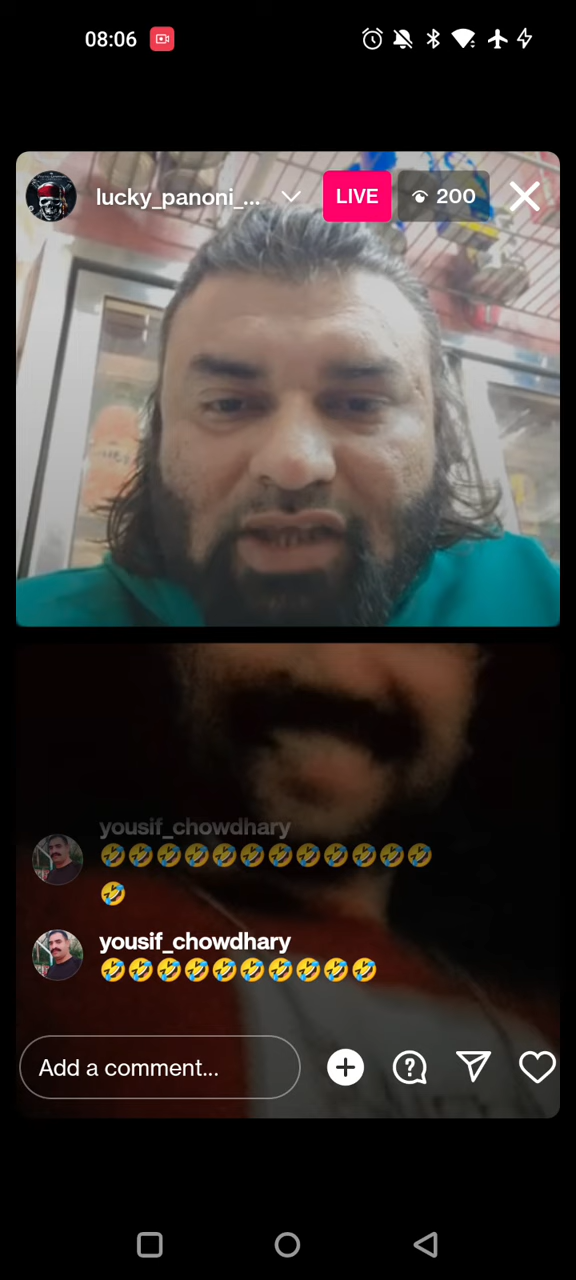 08:06
lucky_panoni_...
LIVE
200
yousif_chowdhary
🤣🤣🤣🤣🤣🤣🤣🤣🤣🤣🤣🤣
🤣
yousif_chowdhary
🤣🤣🤣🤣🤣🤣🤣🤣🤣🤣
Add a comment...